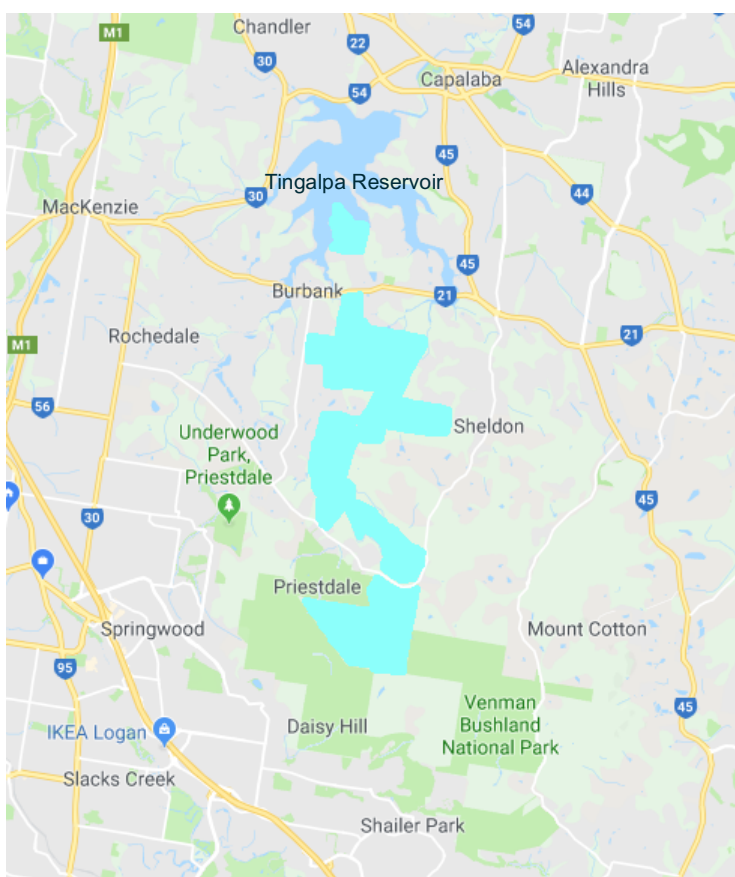 M1
Chandler
54
22
30
Alexandra
Hills
Capalaba
54
45
Tingalpa Reservoir
30
44
MacKenzie
45
Burbank
21
Rochedale
21
M1
56
Sheldon
Underwood
Park,
Priestdale
45
30
Priestdale
Springwood
Mount Cotton
95
Venman
Bushland
National Park
45
Daisy Hill
IKEA Logan
Slacks Creek
Shailer Park